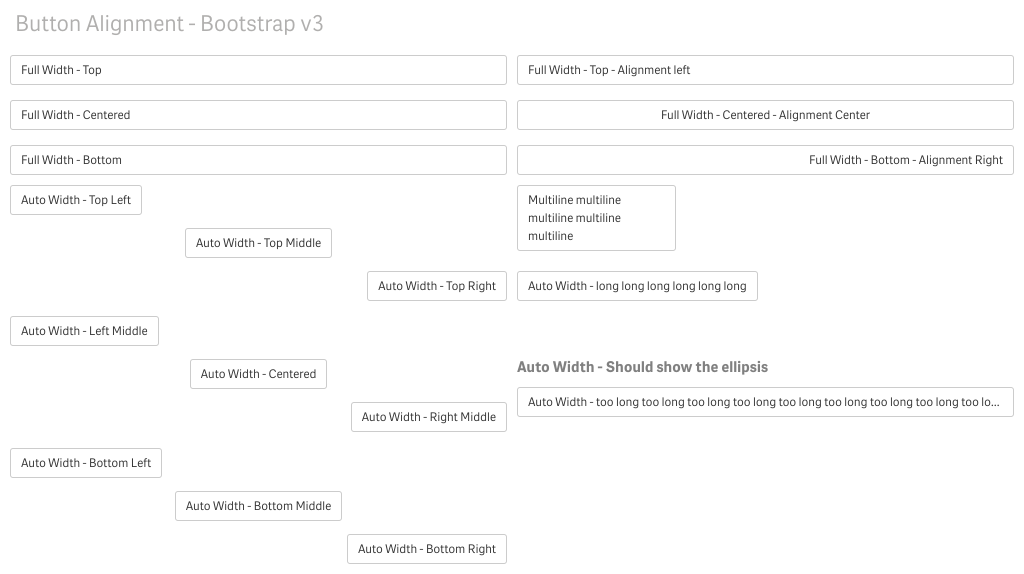 Button Alignment - Bootstrap v3
Full Width - Top
Full Width - Top - Alignment left
Full Width - Centered
Full Width - Centered - Alignment Center
Full Width - Bottom
Full Width - Bottom - Alignment Right
Auto Width - Top Left
Auto Width - Top Middle
Auto Width - Top Right
Auto Width - Left Middle
Auto Width - Centered
Auto Width - Right Middle
Auto Width - Bottom Left
Auto Width - Bottom Middle
Auto Width - Bottom Right
Multiline multiline
multiline multiline
multiline
Auto Width - long long long long long long
Auto Width - Should show the ellipsis
Auto Width - too long too long too long too long too long too long too long too long too lo...